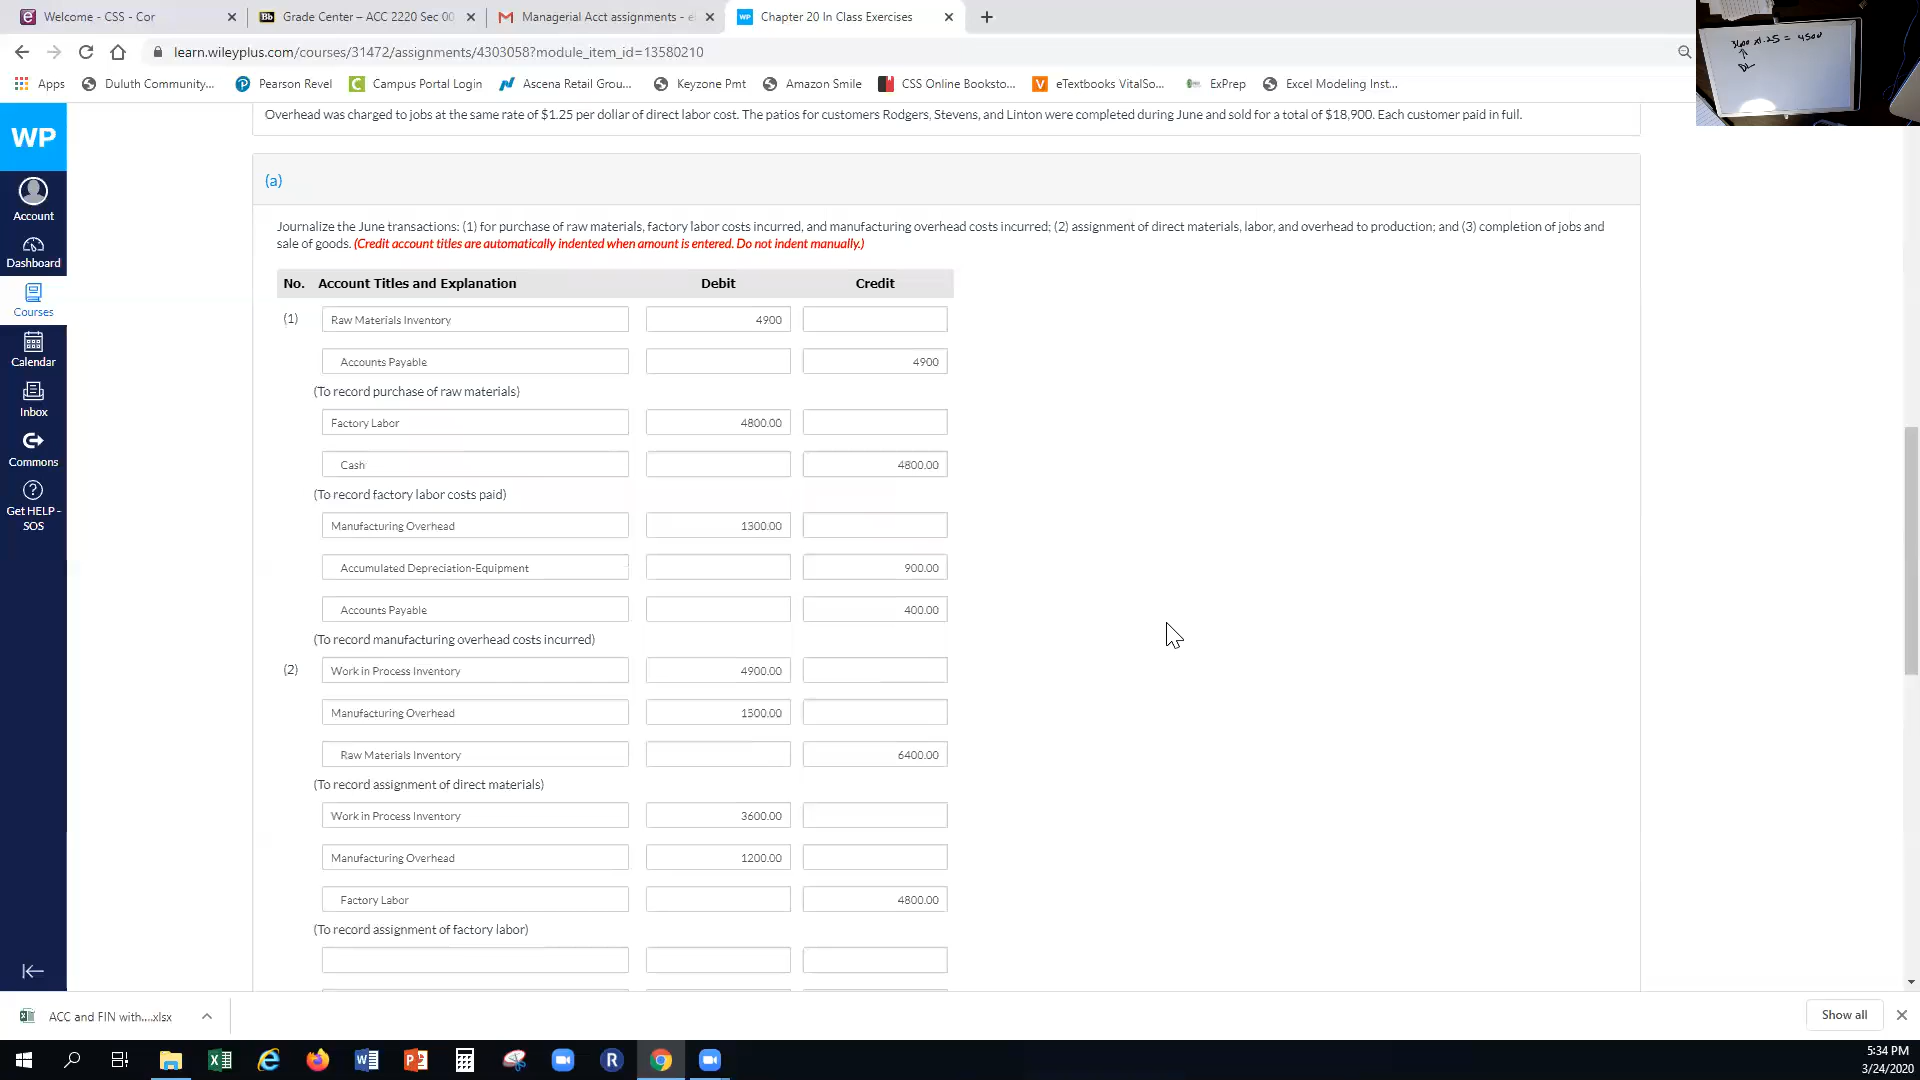 Welcome - CSS - Cor
Grade Center – ACC 2220 Sec 00
Managerial Acct assignments - e
Chapter 20 In Class Exercises
learn.wileyplus.com/courses/31472/assignments/4303058?module_item_id=13580210
Apps Duluth Community... Pearson Revel Campus Portal Login Ascena Retail Grou... Keyzone Pmt Amazon Smile CSS Online Booksto... eTextbooks VitalSo... ExPrep Excel Modeling Inst...
3600 x 1.25 = 4500
DL
WP
Account
Dashboard
Courses
Calendar
Inbox
Commons
Get HELP -
SOS
Overhead was charged to jobs at the same rate of $1.25 per dollar of direct labor cost. The patios for customers Rodgers, Stevens, and Linton were completed during June and sold for a total of $18,900. Each customer paid in full.
(a)
Journalize the June transactions: (1) for purchase of raw materials, factory labor costs incurred, and manufacturing overhead costs incurred; (2) assignment of direct materials, labor, and overhead to production; and (3) completion of jobs and
sale of goods. (Credit account titles are automatically indented when amount is entered. Do not indent manually.)
No. Account Titles and Explanation Debit Credit
(1) Raw Materials Inventory 4900
Accounts Payable 4900
(To record purchase of raw materials)
Factory Labor 4800.00
Cash 4800.00
(To record factory labor costs paid)
Manufacturing Overhead 1300.00
Accumulated Depreciation-Equipment 900.00
Accounts Payable 400.00
(To record manufacturing overhead costs incurred)
(2) Work in Process Inventory 4900.00
Manufacturing Overhead 1500.00
Raw Materials Inventory 6400.00
(To record assignment of direct materials)
Work in Process Inventory 3600.00
Manufacturing Overhead 1200.00
Factory Labor 4800.00
(To record assignment of factory labor)
ACC and FIN with....xlsx
Show all
5:34 PM
3/24/2020